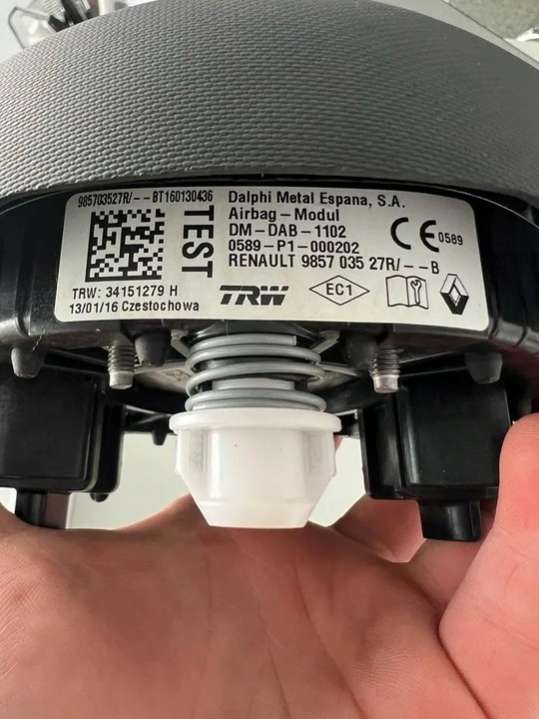 985703527R/--BT160130436
TEST
TRW: 34151279 H
13/01/16 Czestochowa
Dalphi Metal Espana, S.A.
Airbag-Modul
DM-DAB-1102
0589-P1-000202
RENAULT 9857 035 27R/--B
CE 0589
TRW
EC1